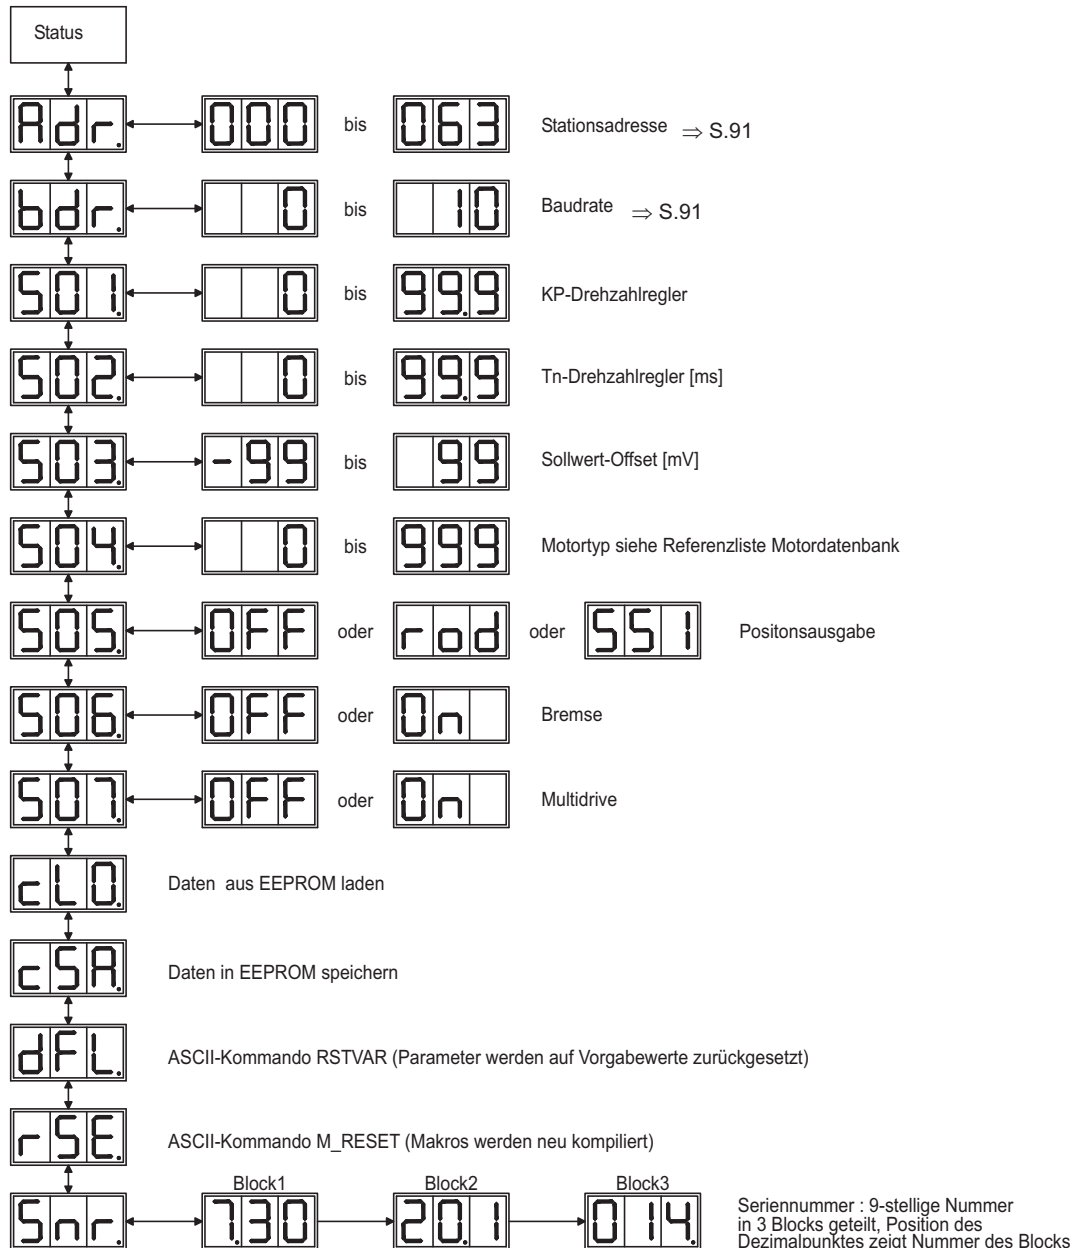 Status
Adr. 000 bis 063 Stationsadresse ⇒ S.91
bdr. 0 bis 10 Baudrate ⇒ S.91
S01. 0 bis 99.9 KP-Drehzahlregler
S02. 0 bis 99.9 Tn-Drehzahlregler [ms]
S03. -99 bis 99 Sollwert-Offset [mV]
S04. 0 bis 999 Motortyp siehe Referenzliste Motordatenbank
S05. OFF oder rod oder SSI Positonsausgabe
S06. OFF oder On Bremse
S07. OFF oder On Multidrive
cLO. Daten aus EEPROM laden
cSA. Daten in EEPROM speichern
dFL. ASCII-Kommando RSTVAR (Parameter werden auf Vorgabewerte zurückgesetzt)
rSE. ASCII-Kommando M_RESET (Makros werden neu kompiliert)
Block1 Block2 Block3
Snr. 7.30 20.1 014. Seriennummer : 9-stellige Nummer
in 3 Blocks geteilt, Position des
Dezimalpunktes zeigt Nummer des Blocks